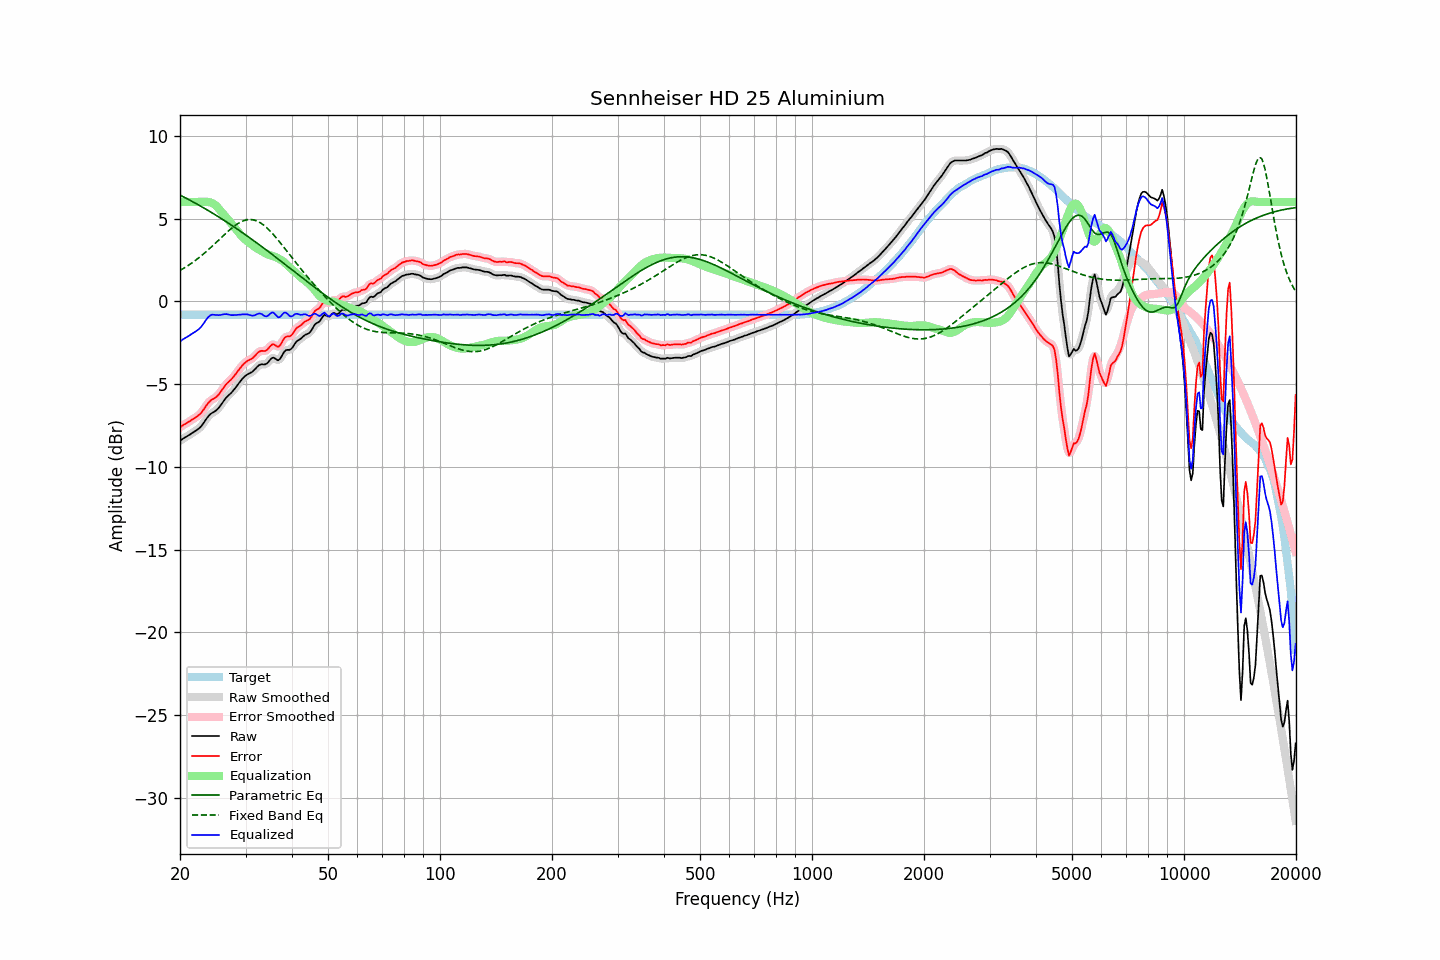 Sennheiser HD 25 Aluminium
Amplitude (dBr)
10
5
0
−5
−10
−15
−20
−25
−30
Target
Raw Smoothed
Error Smoothed
Raw
Error
Equalization
Parametric Eq
Fixed Band Eq
Equalized
20 50 100 200 500 1000 2000 5000 10000 20000
Frequency (Hz)